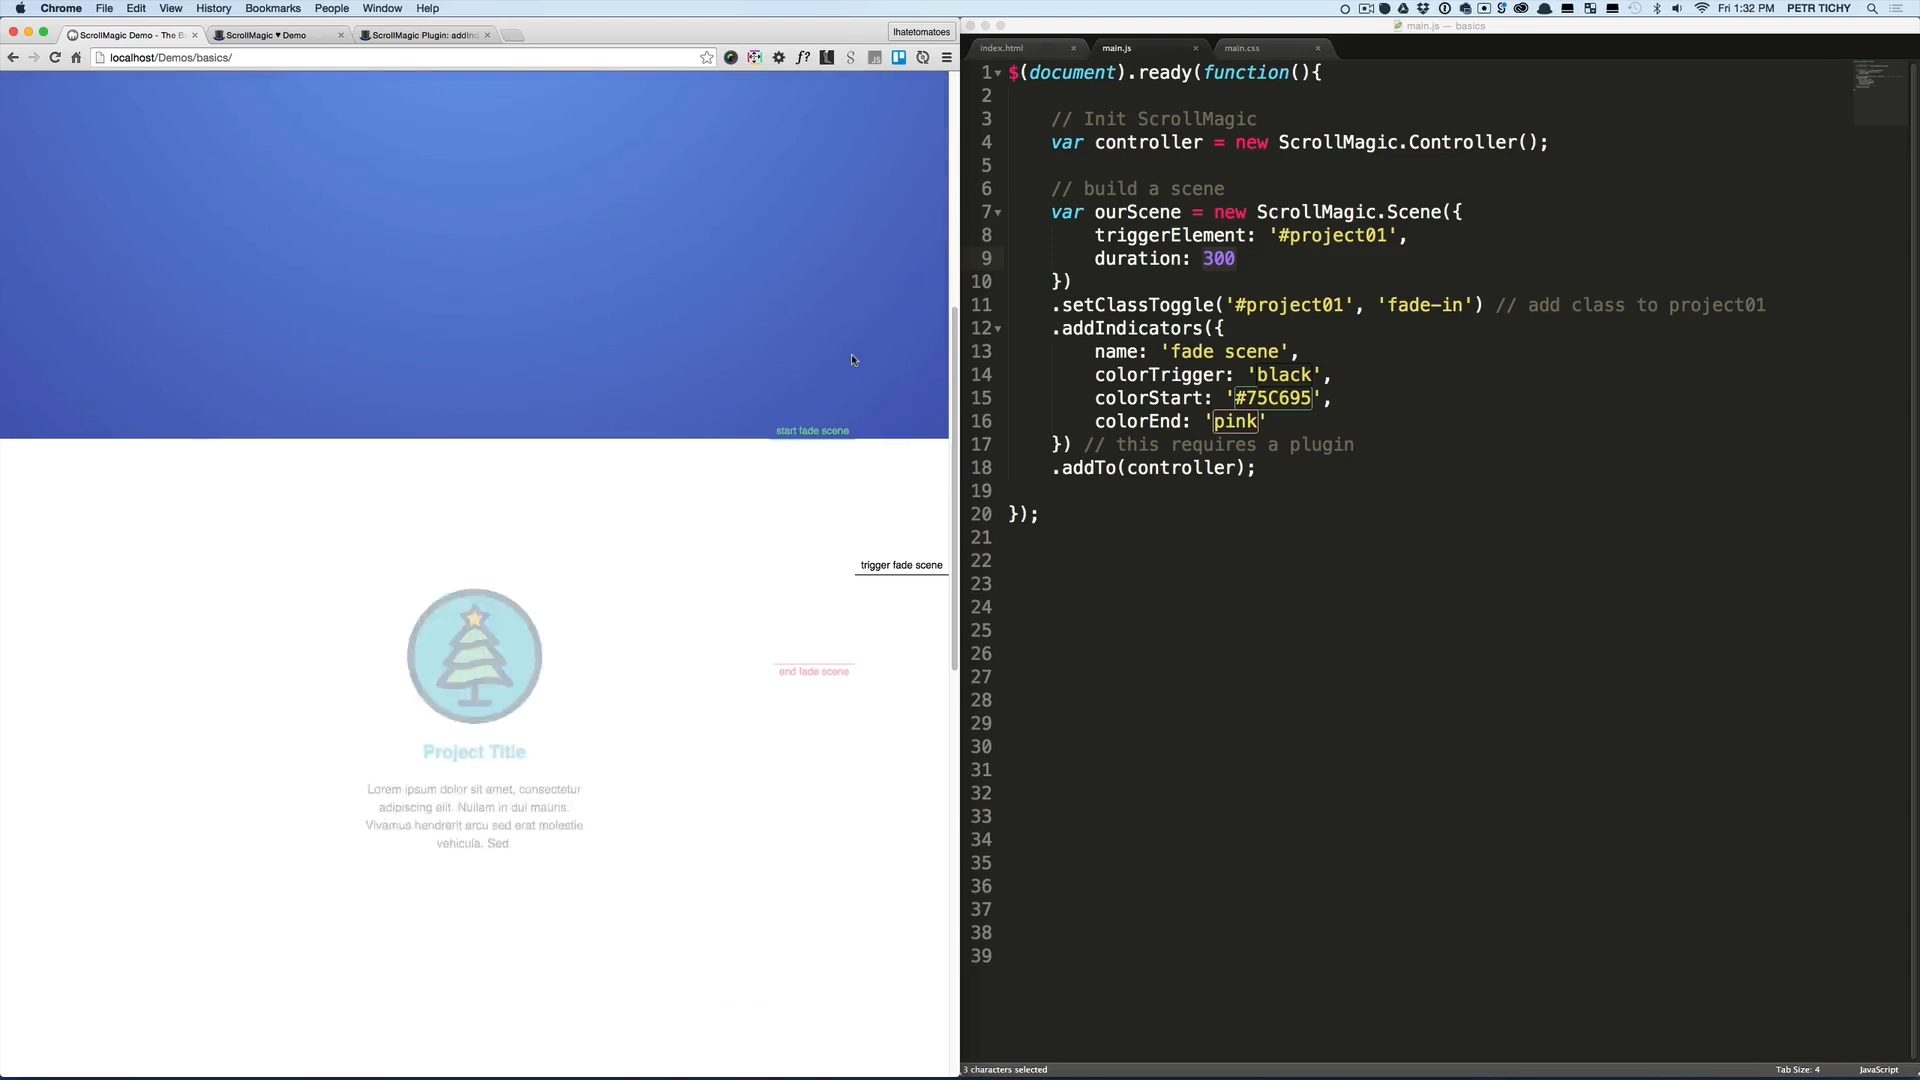 Chrome File Edit View History Bookmarks People Window Help
Fri 1:32 PM PETR TICHY
ScrollMagic Demo - The B
ScrollMagic ♥ Demo
ScrollMagic Plugin: addInd
Ihatetomatoes
localhost/Demos/basics/
start fade scene
trigger fade scene
end fade scene
Project Title
Lorem ipsum dolor sit amet, consectetur
adipiscing elit. Nullam in dui mauris.
Vivamus hendrerit arcu sed erat molestie
vehicula. Sed
main.js — basics
index.html main.js main.css
1 $(document).ready(function(){
2
3 // Init ScrollMagic
4 var controller = new ScrollMagic.Controller();
5
6 // build a scene
7 var ourScene = new ScrollMagic.Scene({
8 triggerElement: '#project01',
9 duration: 300
10 })
11 .setClassToggle('#project01', 'fade-in') // add class to project01
12 .addIndicators({
13 name: 'fade scene',
14 colorTrigger: 'black',
15 colorStart: '#75C695',
16 colorEnd: 'pink'
17 }) // this requires a plugin
18 .addTo(controller);
19
20 });
21
22
23
24
25
26
27
28
29
30
31
32
33
34
35
36
37
38
39
3 characters selected
Tab Size: 4
JavaScript